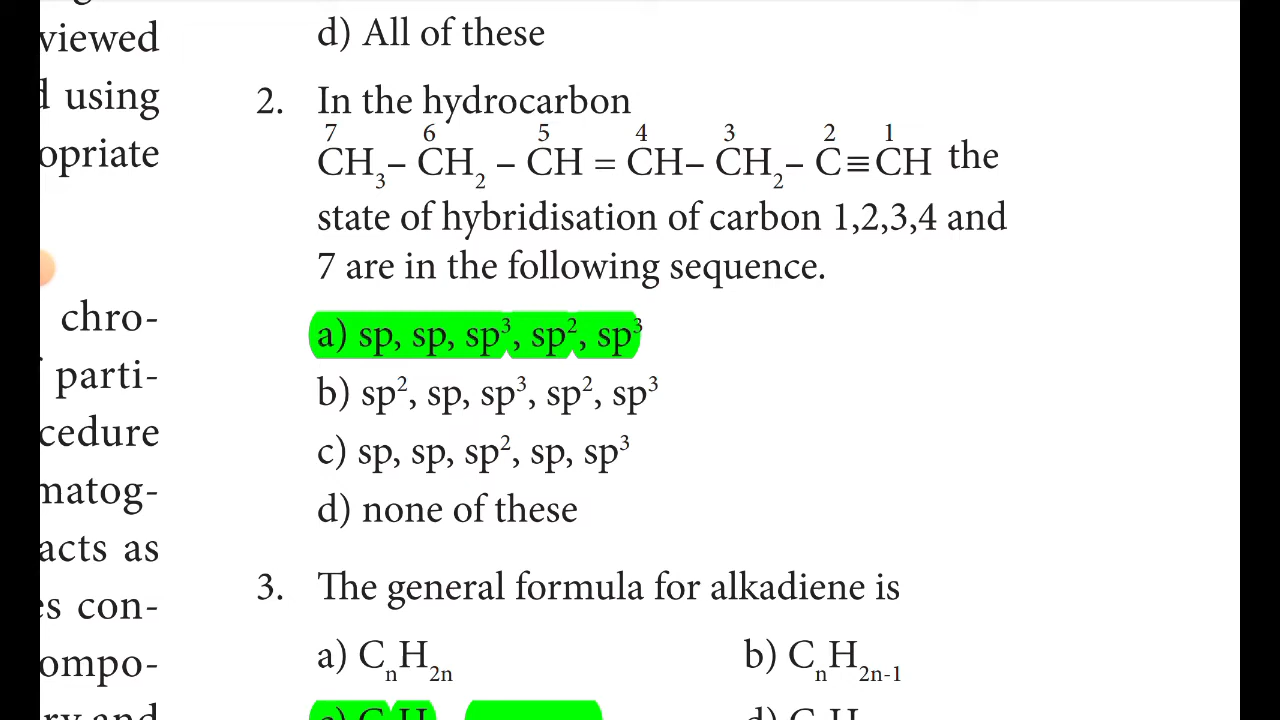 viewed
using
opriate
chro-
parti-
cedure
matog-
acts as
es con-
ompo-
d) All of these
2. In the hydrocarbon
7 6 5 4 3 2 1
CH₃– CH₂ – CH = CH– CH₂– C≡CH the
state of hybridisation of carbon 1,2,3,4 and
7 are in the following sequence.
a) sp, sp, sp³, sp², sp³
b) sp², sp, sp³, sp², sp³
c) sp, sp, sp², sp, sp³
d) none of these
3. The general formula for alkadiene is
a) CₙH₂ₙ b) CₙH₂ₙ₋₁